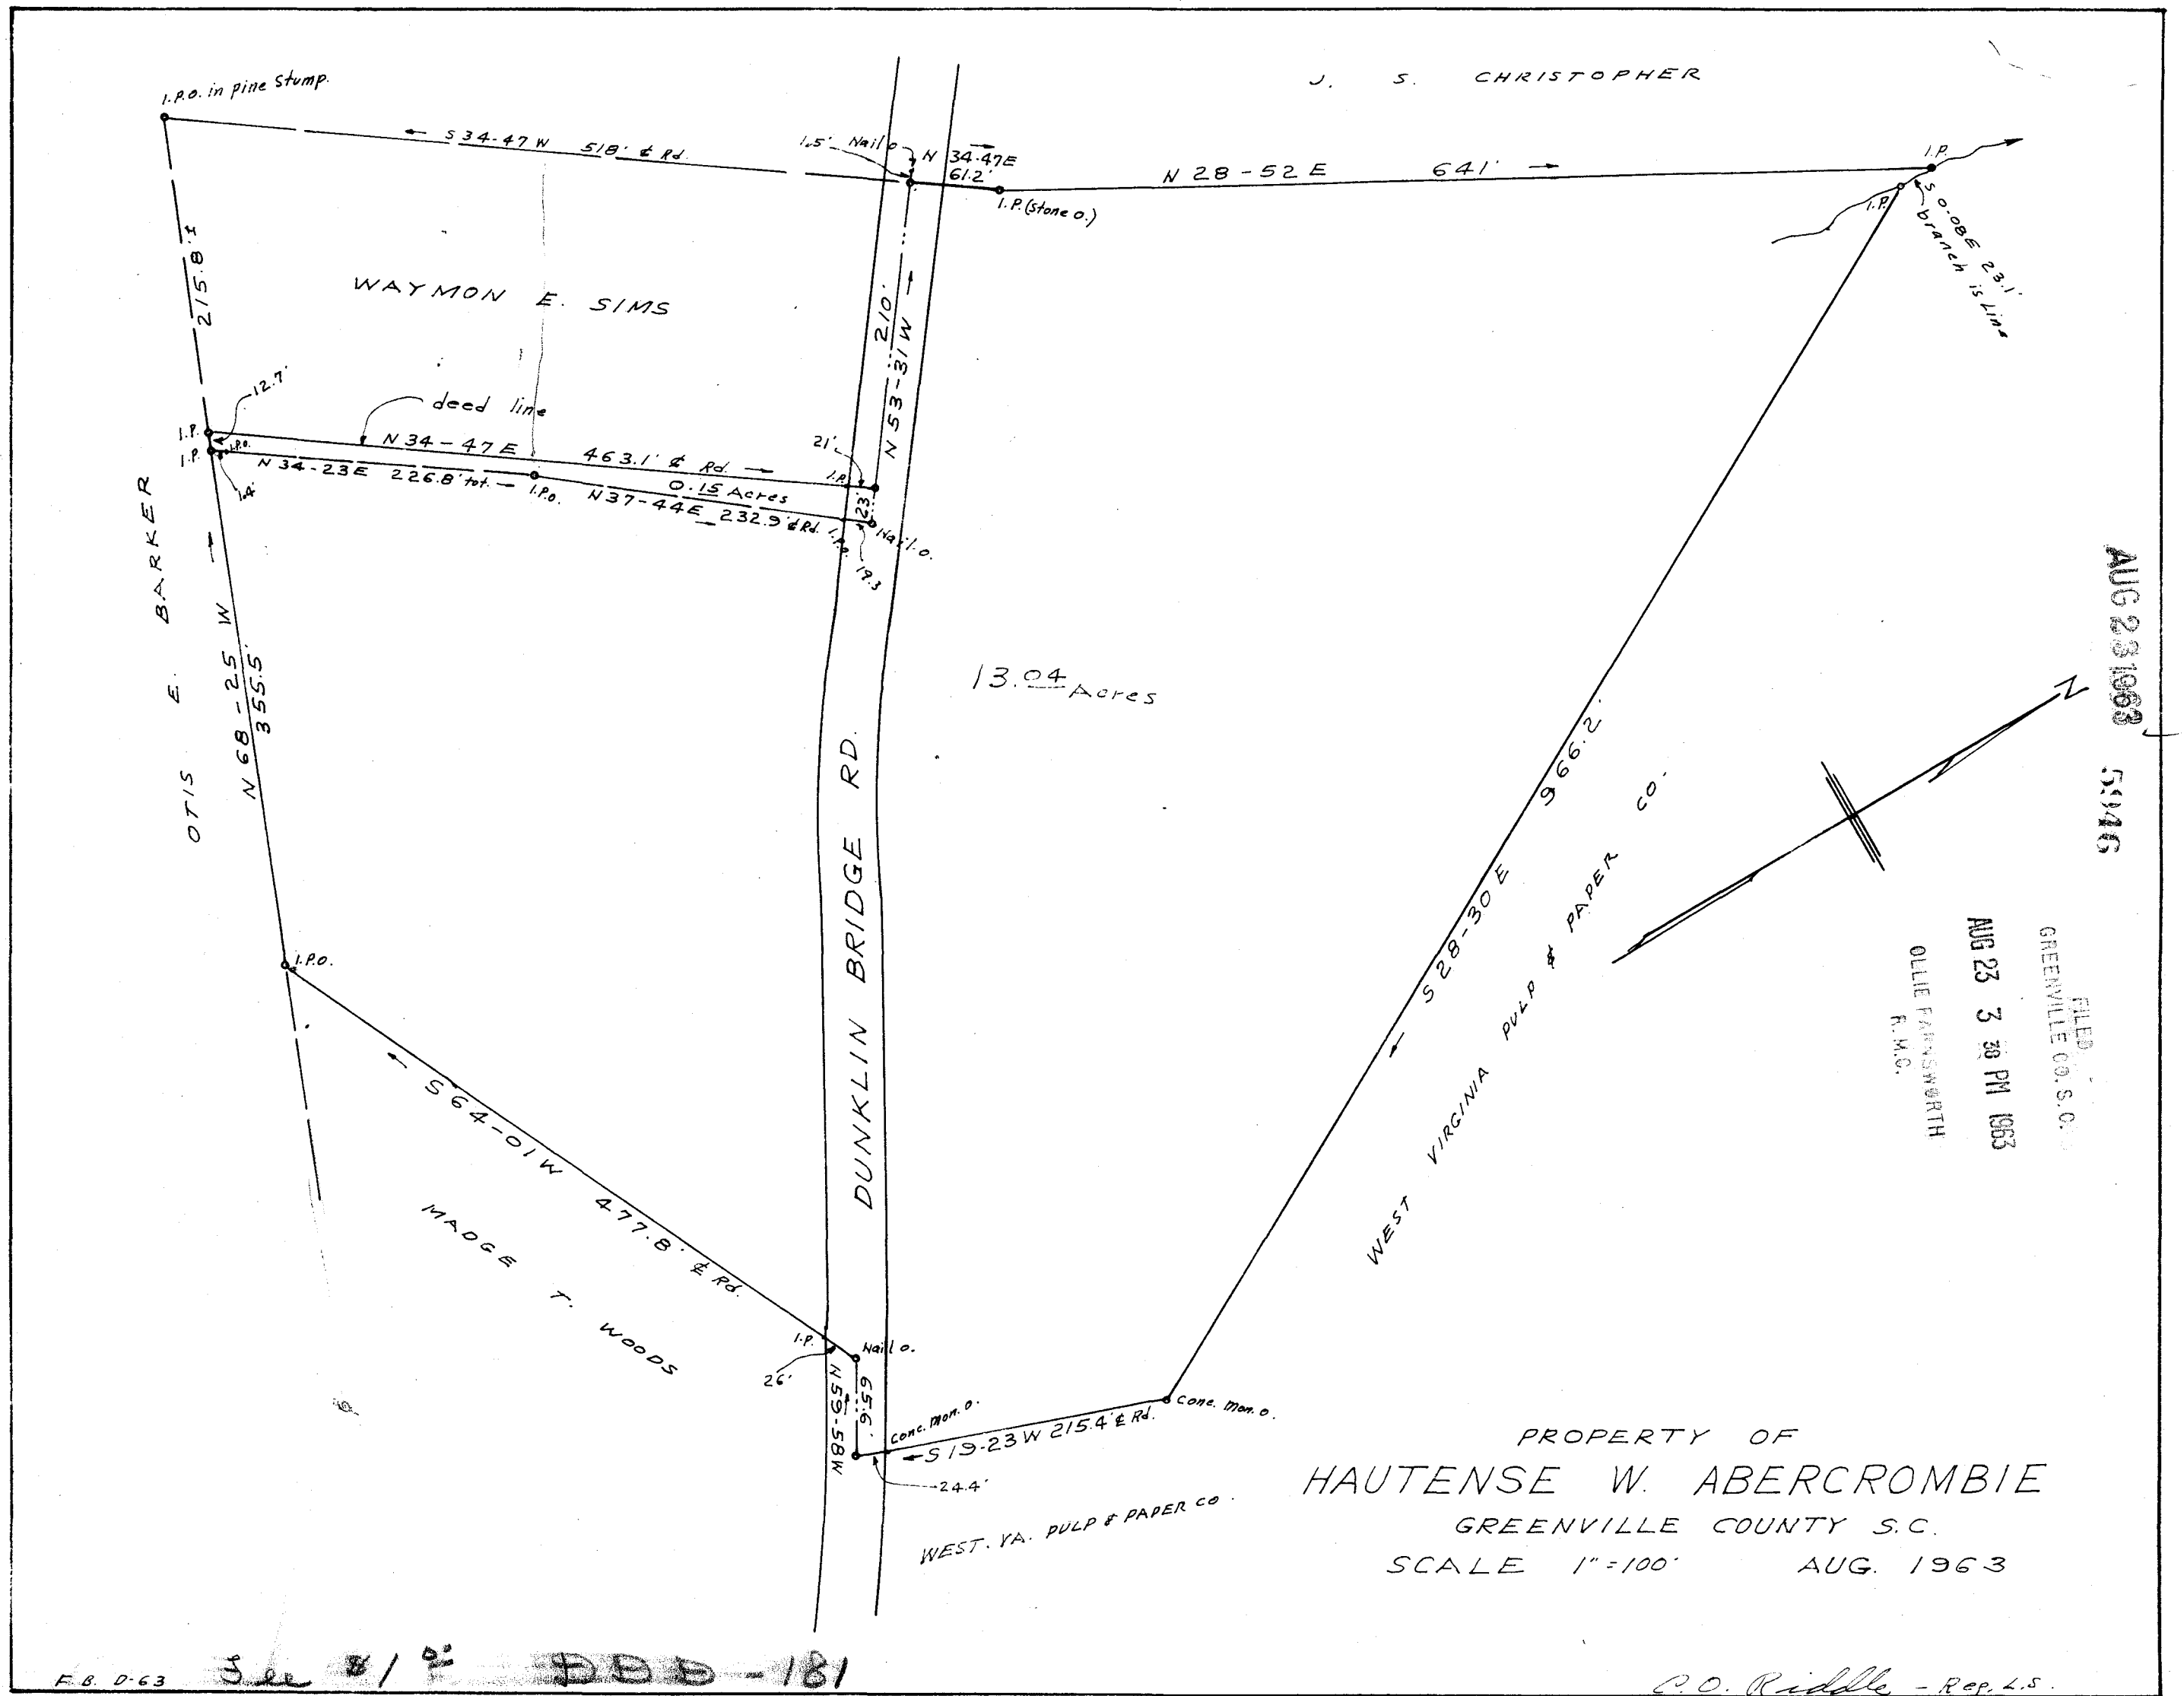 J. S. CHRISTOPHER
I.P.O. in pine Stump.
S 34-47 W 518' ℄ Rd.
1.5'
Nail o.
N 34-47E
61.2'
N 28-52 E 641'
I.P.
I.P. (Stone o.)
I.P.
S 0-08E 23.1'
branch is Line
215.8'±
WAYMON E. SIMS
210'
N 53-31W
12.7'
deed line
I.P.
I.P.O.
I.P.
1.4'
N 34-47 E 463.1' ℄ Rd.
21'
I.P.
N 34-23E 226.8' tot.
I.P.O.
0.15 Acres
N37-44E 232.9' ℄ Rd.
I.P.O.
23'
Nail o.
19.3
OTIS E. BARKER
N 68-25 W
355.5'
13.04 Acres
DUNKLIN BRIDGE RD.
S 28-30 E 966.2'
WEST VIRGINIA PULP & PAPER CO.
N
AUG 23 1963 5946
FILED
GREENVILLE CO. S.C.
AUG 23 3 30 PM 1963
OLLIE FARNSWORTH
R.M.C.
I.P.O.
S 64-01W 477.8' ℄ Rd.
MADGE T. WOODS
I.P.
26'
Nail o.
N59-58W
65.6'
Conc. Mon. o.
S 19-23 W 215.4' ℄ Rd.
Conc. Mon. o.
24.4'
WEST. VA. PULP & PAPER CO.
PROPERTY OF
HAUTENSE W. ABERCROMBIE
GREENVILLE COUNTY S.C.
SCALE 1"=100' AUG. 1963
F.B. D-63
DDD-181
C.O. Riddle - Reg. L.S.